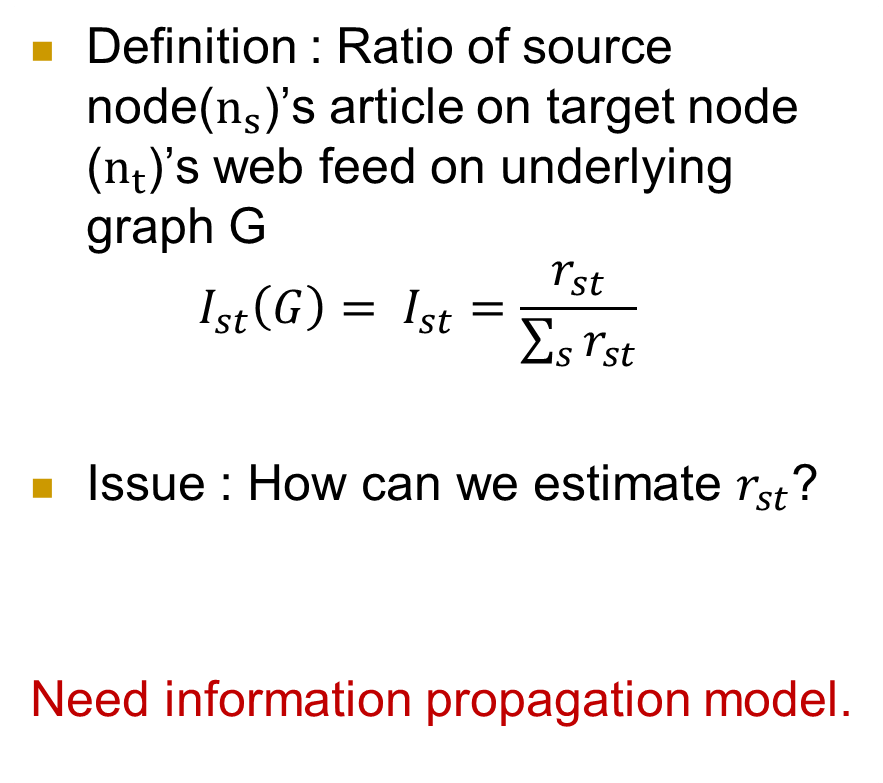 ■ Definition : Ratio of source
node(nₛ)’s article on target node
(nₜ)’s web feed on underlying
graph G
Iₛₜ(G) = Iₛₜ = rₛₜ / ∑ₛ rₛₜ
■ Issue : How can we estimate rₛₜ?
Need information propagation model.